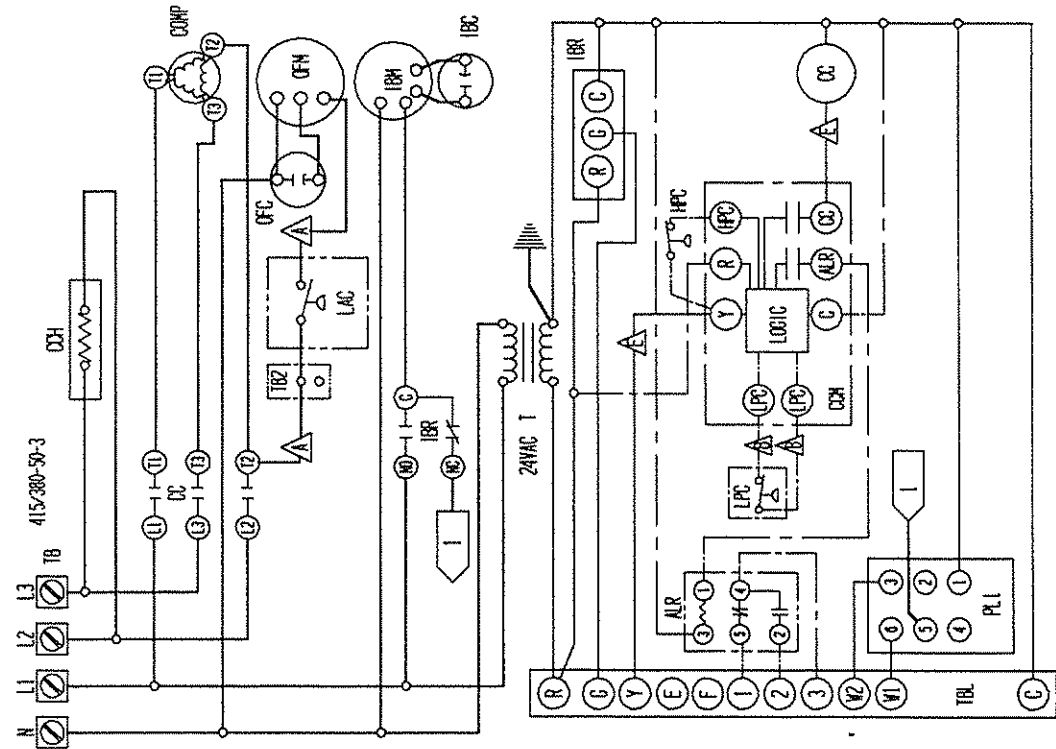 L3
L2
L1
N
TB
415/380-50-3
CCH
L1
T1
L3
T3
CC
L2
T2
T1
T2
T3
COMP
A
TB2
LAC
A
OFC
OFM
NO
C
NC
IBR
1
IBM
IBC
24VAC T
IBR
R
G
C
E
HPC
Y
R
HPC
LOGIC
LPC
LPC
C
ALR
CC
CCM
E
CC
LPC
B
B
ALR
3
1
5
4
2
1
6
3
5
2
4
1
PL1
R
G
Y
E
F
1
2
3
W2
W1
TBL
C